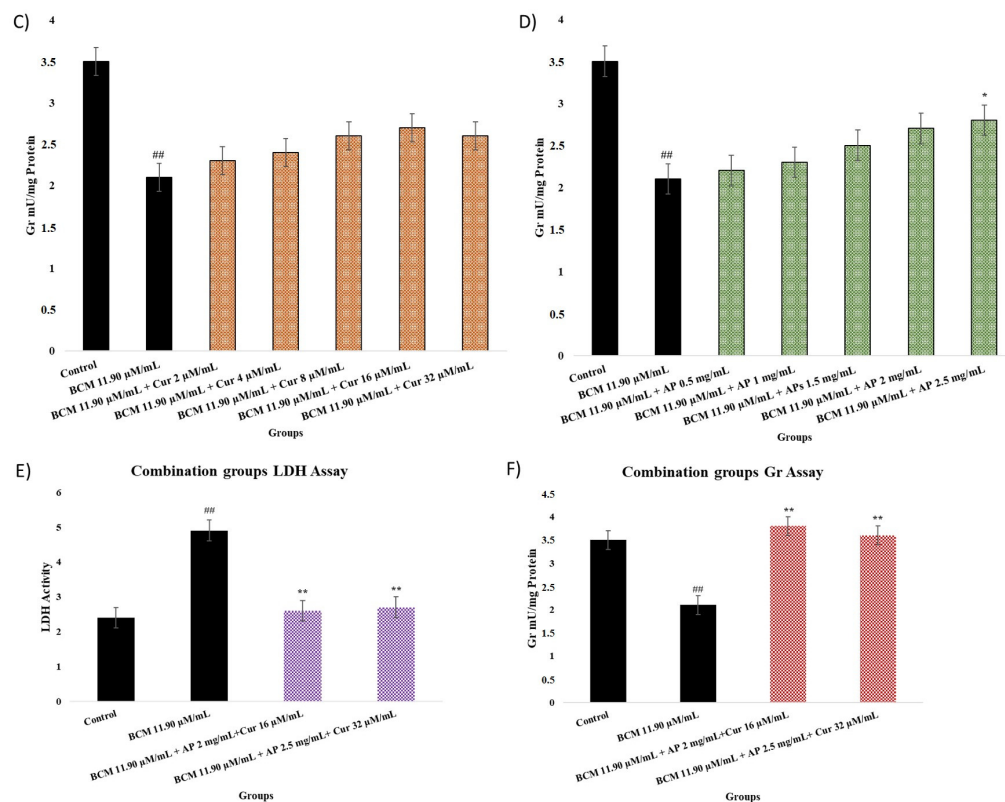 C)
4
3.5
3
2.5
2
1.5
1
0.5
0
Gr mU/mg Protein
##
Control
BCM 11.90 µM/mL
BCM 11.90 µM/mL + Cur 2 µM/mL
BCM 11.90 µM/mL + Cur 4 µM/mL
BCM 11.90 µM/mL + Cur 8 µM/mL
BCM 11.90 µM/mL + Cur 16 µM/mL
BCM 11.90 µM/mL + Cur 32 µM/mL
Groups
D)
4
3.5
3
2.5
2
1.5
1
0.5
0
Gr mU/mg Protein
##
*
Control
BCM 11.90 µM/mL
BCM 11.90 µM/mL + AP 0.5 mg/mL
BCM 11.90 µM/mL + AP 1 mg/mL
BCM 11.90 µM/mL + APs 1.5 mg/mL
BCM 11.90 µM/mL + AP 2 mg/mL
BCM 11.90 µM/mL + AP 2.5 mg/mL
Groups
E)
Combination groups LDH Assay
6
5
4
3
2
1
0
LDH Activity
##
**
**
Control
BCM 11.90 µM/mL
BCM 11.90 µM/mL + AP 2 mg/mL+Cur 16 µM/mL
BCM 11.90 µM/mL + AP 2.5 mg/mL+ Cur 32 µM/mL
Groups
F)
Combination groups Gr Assay
4.5
4
3.5
3
2.5
2
1.5
1
0.5
0
Gr mU/mg Protein
##
**
**
Control
BCM 11.90 µM/mL
BCM 11.90 µM/mL + AP 2 mg/mL+Cur 16 µM/mL
BCM 11.90 µM/mL + AP 2.5 mg/mL+ Cur 32 µM/mL
Groups